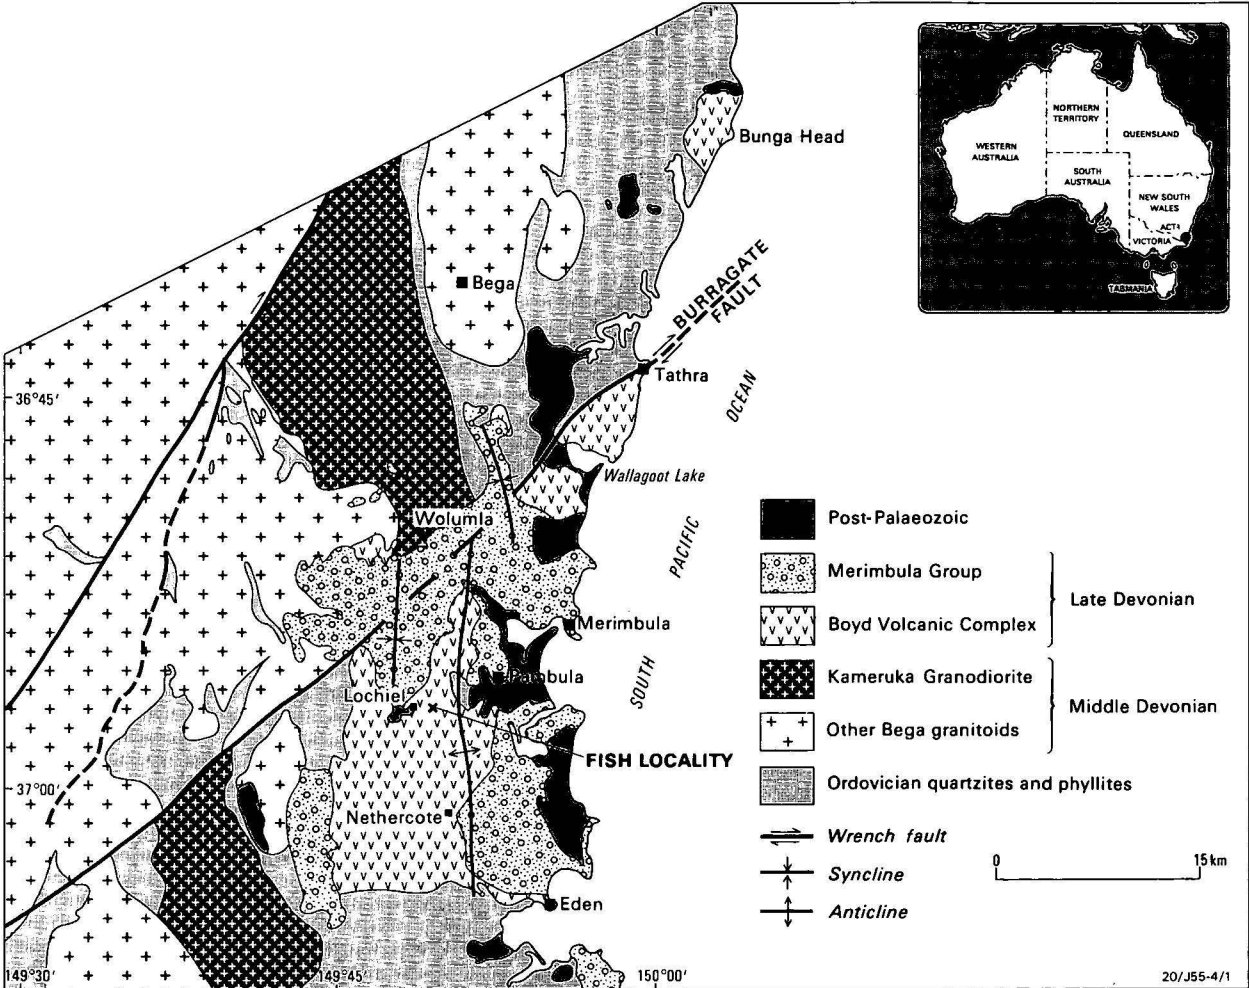 Bunga Head
Bega
BURRAGATE
FAULT
Tathra
OCEAN
36°45'
Wallagoot Lake
Wolumla
PACIFIC
Merimbula
Pambula
SOUTH
Lochiel
FISH LOCALITY
37°00'
Nethercote
Eden
149°30'
149°45'
150°00'
NORTHERN
TERRITORY
QUEENSLAND
WESTERN
AUSTRALIA
SOUTH
AUSTRALIA
NEW SOUTH
WALES
ACT
VICTORIA
TASMANIA
Post-Palaeozoic
Merimbula Group
Late Devonian
Boyd Volcanic Complex
Kameruka Granodiorite
Middle Devonian
Other Bega granitoids
Ordovician quartzites and phyllites
Wrench fault
0
15 km
Syncline
Anticline
20/J55-4/1